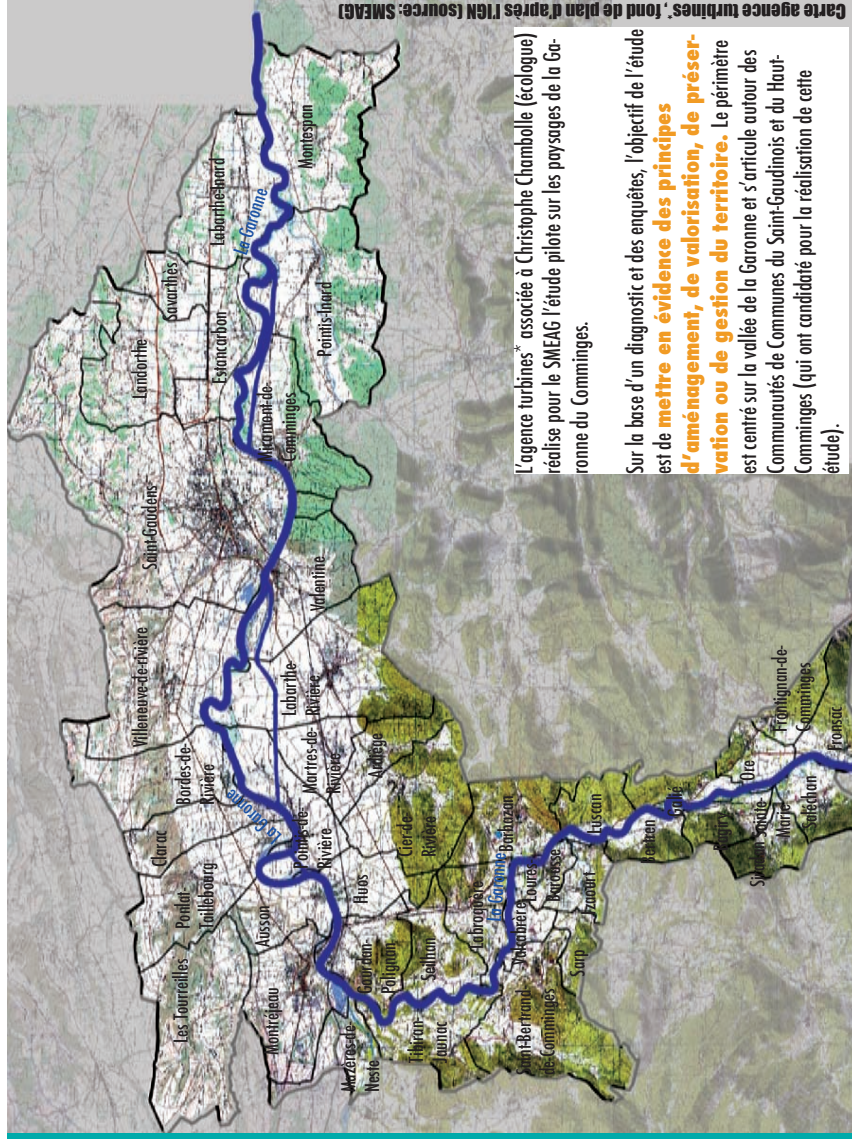 Carte agence turbines*, fond de plan d'après l'IGN (source: SMEAG)
L'agence turbines* associée à Christophe Chambolle (écologue)
réalise pour le SMEAG l'étude pilote sur les paysages de la Ga-
ronne du Comminges.
Sur la base d'un diagnostic et des enquêtes, l'objectif de l'étude
est de mettre en évidence des principes
d'aménagement, de valorisation, de préser-
vation ou de gestion du territoire. Le périmètre
est centré sur la vallée de la Garonne et s'articule autour des
Communautés de Communes du Saint-Gaudinois et du Haut-
Comminges (qui ont candidaté pour la réalisation de cette
étude).
Les Tourreilles
Ponlat-
Taillebourg
Clarac
Bordes-de-
Rivière
Villeneuve-de-rivière
Saint-Gaudens
Landorthe
Savarthès
Labarthe-Inard
Estancarbon
La Garonne
Montespan
Miramont-de-
Comminges
Pointis-Inard
Valentine
Labarthe-
Rivière
Martres-de-
Rivière
Ardiège
Cier-de-
Rivière
La Garonne
Pointis-de-
Rivière
Huos
Ausson
Montréjeau
Mazères-de-
Neste
Gourdan-
Polignan
Seilhan
Tibiran-
Jaunac
Labroquère
La Garonne
Barbazan
Valcabrère
Loures-
Barousse
Saint-Bertrand-
de-Comminges
Sarp
Izaourt
Luscan
Galié
Ore
Sainte-
Marie
Saléchan
Frontignan-de-
Comminges
Fronsac